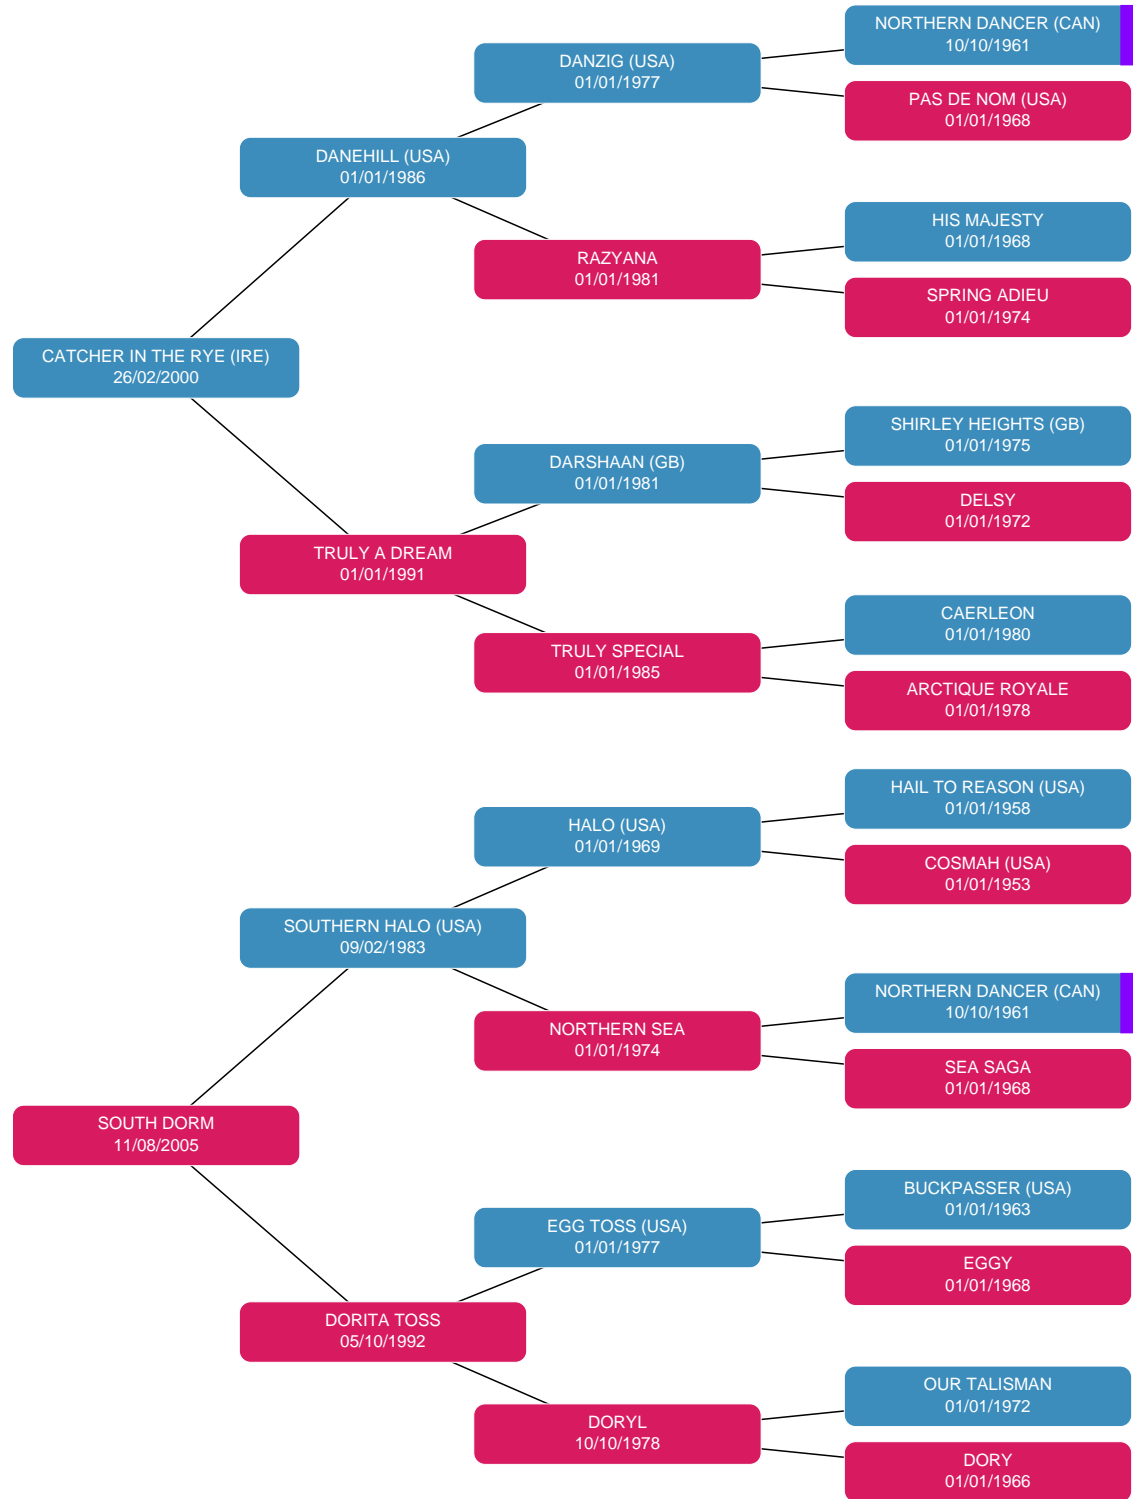 NORTHERN DANCER (CAN)
10/10/1961
DANZIG (USA)
01/01/1977
PAS DE NOM (USA)
01/01/1968
DANEHILL (USA)
01/01/1986
HIS MAJESTY
01/01/1968
RAZYANA
01/01/1981
SPRING ADIEU
01/01/1974
CATCHER IN THE RYE (IRE)
26/02/2000
SHIRLEY HEIGHTS (GB)
01/01/1975
DARSHAAN (GB)
01/01/1981
DELSY
01/01/1972
TRULY A DREAM
01/01/1991
CAERLEON
01/01/1980
TRULY SPECIAL
01/01/1985
ARCTIQUE ROYALE
01/01/1978
HAIL TO REASON (USA)
01/01/1958
HALO (USA)
01/01/1969
COSMAH (USA)
01/01/1953
SOUTHERN HALO (USA)
09/02/1983
NORTHERN DANCER (CAN)
10/10/1961
NORTHERN SEA
01/01/1974
SEA SAGA
01/01/1968
SOUTH DORM
11/08/2005
BUCKPASSER (USA)
01/01/1963
EGG TOSS (USA)
01/01/1977
EGGY
01/01/1968
DORITA TOSS
05/10/1992
OUR TALISMAN
01/01/1972
DORYL
10/10/1978
DORY
01/01/1966